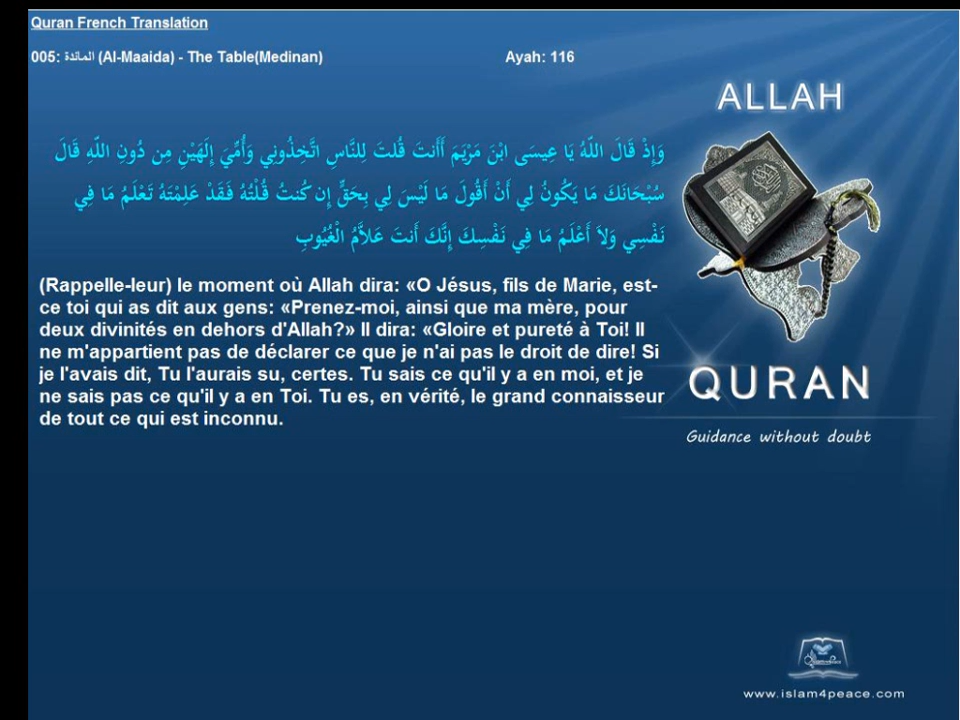 Quran French Translation
005: المائدة (Al-Maaida) - The Table(Medinan)
Ayah: 116
ALLAH
وَإِذْ قَالَ اللّهُ يَا عِيسَى ابْنَ مَرْيَمَ أَأَنتَ قُلتَ لِلنَّاسِ اتَّخِذُونِي وَأُمِّيَ إِلَهَيْنِ مِن دُونِ اللّهِ قَالَ
سُبْحَانَكَ مَا يَكُونُ لِي أَنْ أَقُولَ مَا لَيْسَ لِي بِحَقٍّ إِن كُنتُ قُلْتُهُ فَقَدْ عَلِمْتَهُ تَعْلَمُ مَا فِي
نَفْسِي وَلاَ أَعْلَمُ مَا فِي نَفْسِكَ إِنَّكَ أَنتَ عَلاَّمُ الْغُيُوبِ
(Rappelle-leur) le moment où Allah dira: «O Jésus, fils de Marie, est-
ce toi qui as dit aux gens: «Prenez-moi, ainsi que ma mère, pour
deux divinités en dehors d'Allah?» Il dira: «Gloire et pureté à Toi! Il
ne m'appartient pas de déclarer ce que je n'ai pas le droit de dire! Si
je l'avais dit, Tu l'aurais su, certes. Tu sais ce qu'il y a en moi, et je
ne sais pas ce qu'il y a en Toi. Tu es, en vérité, le grand connaisseur
de tout ce qui est inconnu.
QURAN
Guidance without doubt
www.islam4peace.com